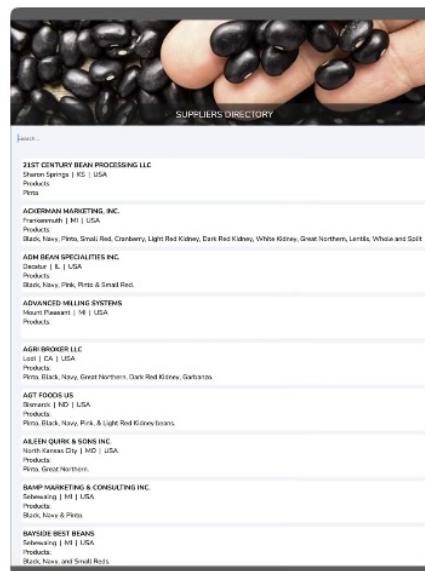 SUPPLIERS DIRECTORY
Search...
21ST CENTURY BEAN PROCESSING LLC
Sharon Springs | KS | USA
Products:
Pinto
ACKERMAN MARKETING, INC.
Frankenmuth | MI | USA
Products:
Black, Navy, Pinto, Small Red, Cranberry, Light Red Kidney, Dark Red Kidney, White Kidney, Great Northern, Lentils, Whole and Split
ADM BEAN SPECIALITIES INC.
Decatur | IL | USA
Products:
Black, Navy, Pink, Pinto & Small Red.
ADVANCED MILLING SYSTEMS
Mount Pleasant | MI | USA
Products:
AGRI BROKER LLC
Lodi | CA | USA
Products:
Pinto, Black, Navy, Great Northern, Dark Red Kidney, Garbanzo.
AGT FOODS US
Bismarck | ND | USA
Products:
Pinto, Black, Navy, Pink, & Light Red Kidney beans.
AILEEN QUIRK & SONS INC.
North Kansas City | MO | USA
Products:
Pinto, Great Northern.
BAMP MARKETING & CONSULTING INC.
Sebewaing | MI | USA
Products:
Black, Navy & Pinto.
BAYSIDE BEST BEANS
Sebewaing | MI | USA
Products:
Black, Navy, and Small Reds.